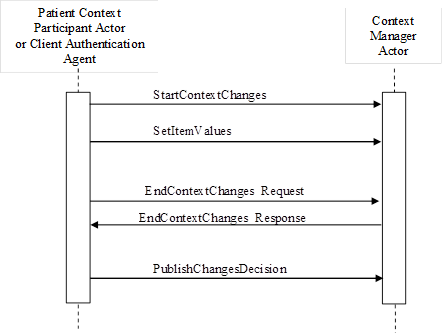 Patient Context
Participant Actor
or Client Authentication
Agent
Context
Manager
Actor
StartContextChanges
SetItemValues
EndContextChanges Request
EndContextChanges Response
PublishChangesDecision